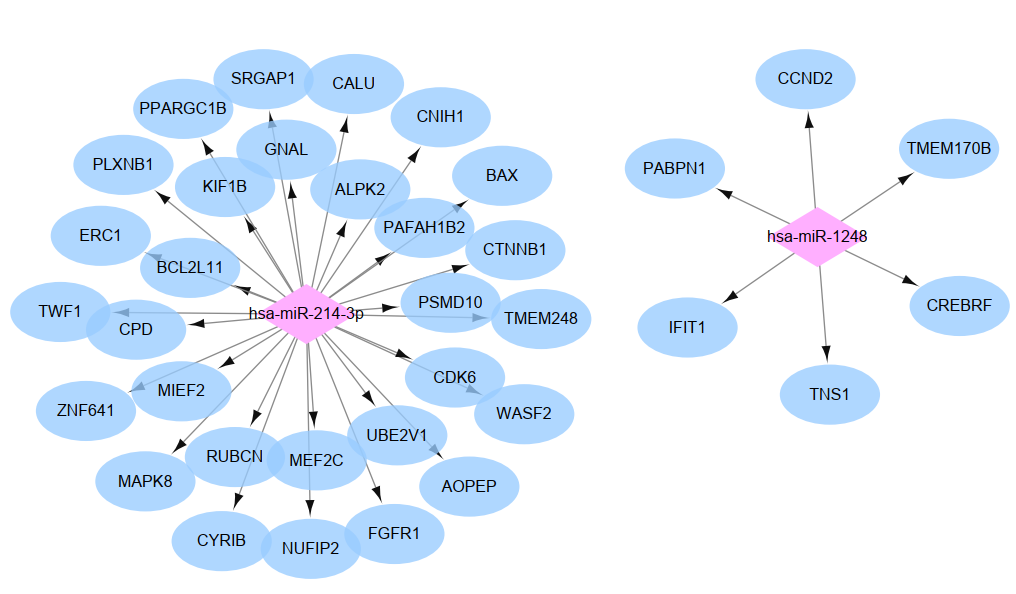 SRGAP1
CALU
PPARGC1B
CNIH1
GNAL
PLXNB1
KIF1B
ALPK2
BAX
PAFAH1B2
ERC1
CTNNB1
BCL2L11
PSMD10
TWF1
hsa-miR-214-3p
TMEM248
CPD
CDK6
MIEF2
ZNF641
WASF2
UBE2V1
RUBCN
MEF2C
MAPK8
AOPEP
FGFR1
CYRIB
NUFIP2
CCND2
TMEM170B
PABPN1
hsa-miR-1248
CREBRF
IFIT1
TNS1